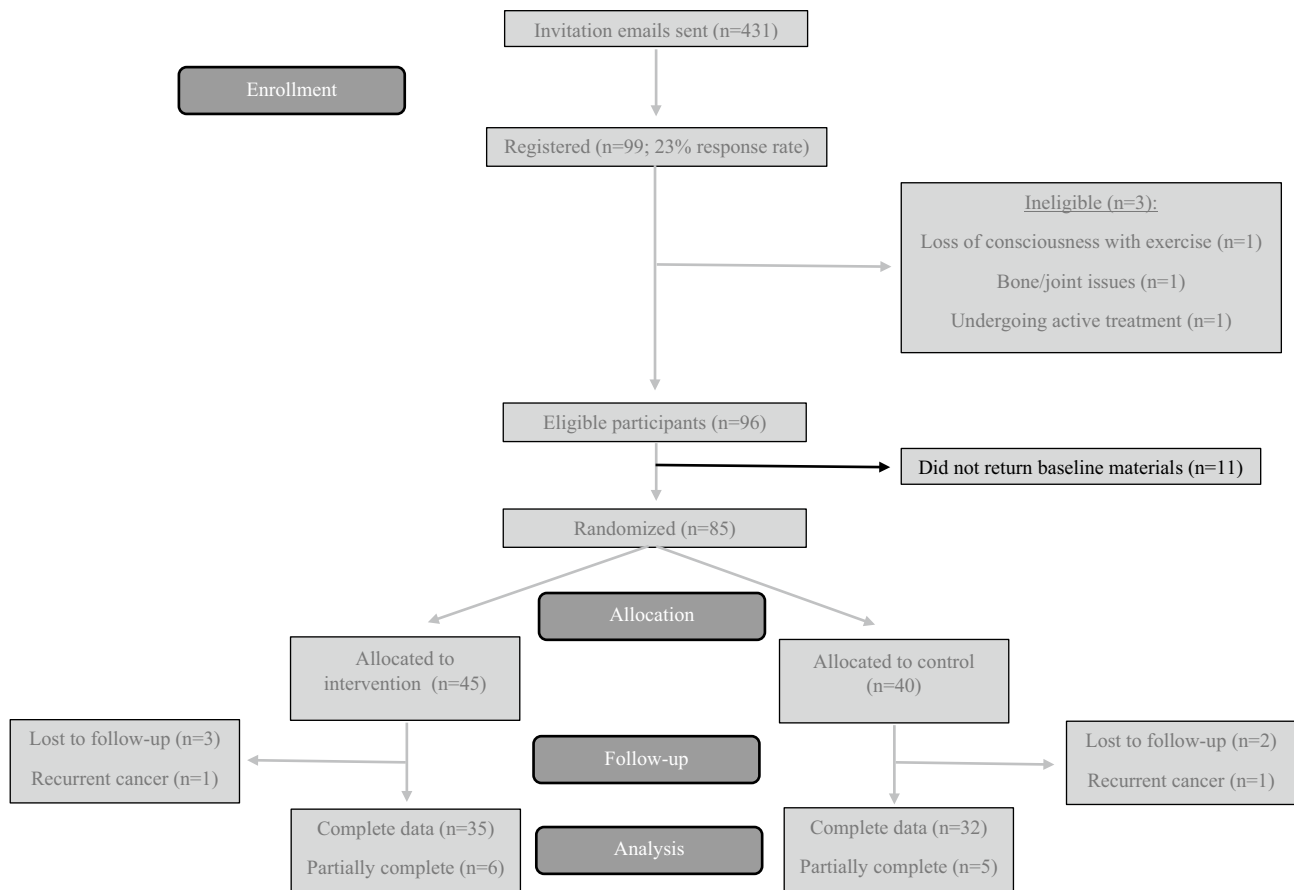 Invitation emails sent (n=431)
Enrollment
Registered (n=99; 23% response rate)
Ineligible (n=3):
Loss of consciousness with exercise (n=1)
Bone/joint issues (n=1)
Undergoing active treatment (n=1)
Eligible participants (n=96)
Did not return baseline materials (n=11)
Randomized (n=85)
Allocation
Allocated to
intervention (n=45)
Allocated to control
(n=40)
Lost to follow-up (n=3)
Recurrent cancer (n=1)
Follow-up
Lost to follow-up (n=2)
Recurrent cancer (n=1)
Complete data (n=35)
Partially complete (n=6)
Analysis
Complete data (n=32)
Partially complete (n=5)